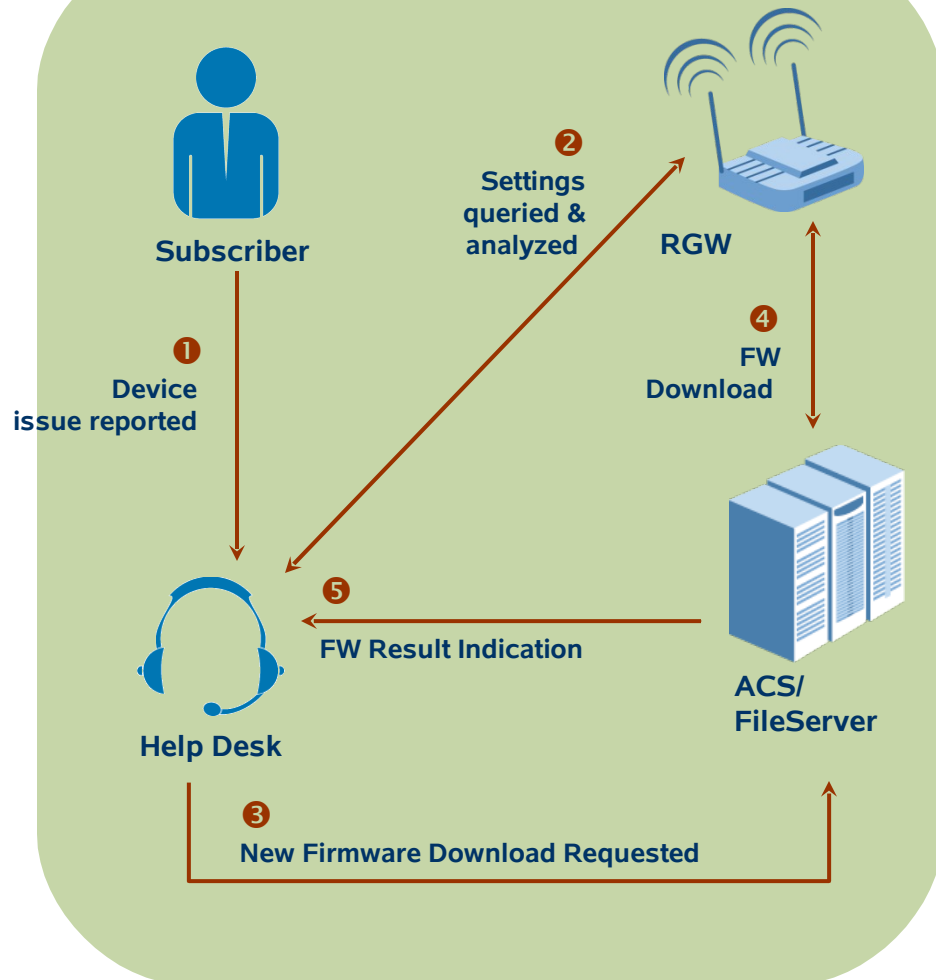 Subscriber
❷
Settings
queried &
analyzed
RGW
❶
Device
issue reported
❹
FW
Download
❺
FW Result Indication
ACS/
FileServer
Help Desk
❸
New Firmware Download Requested